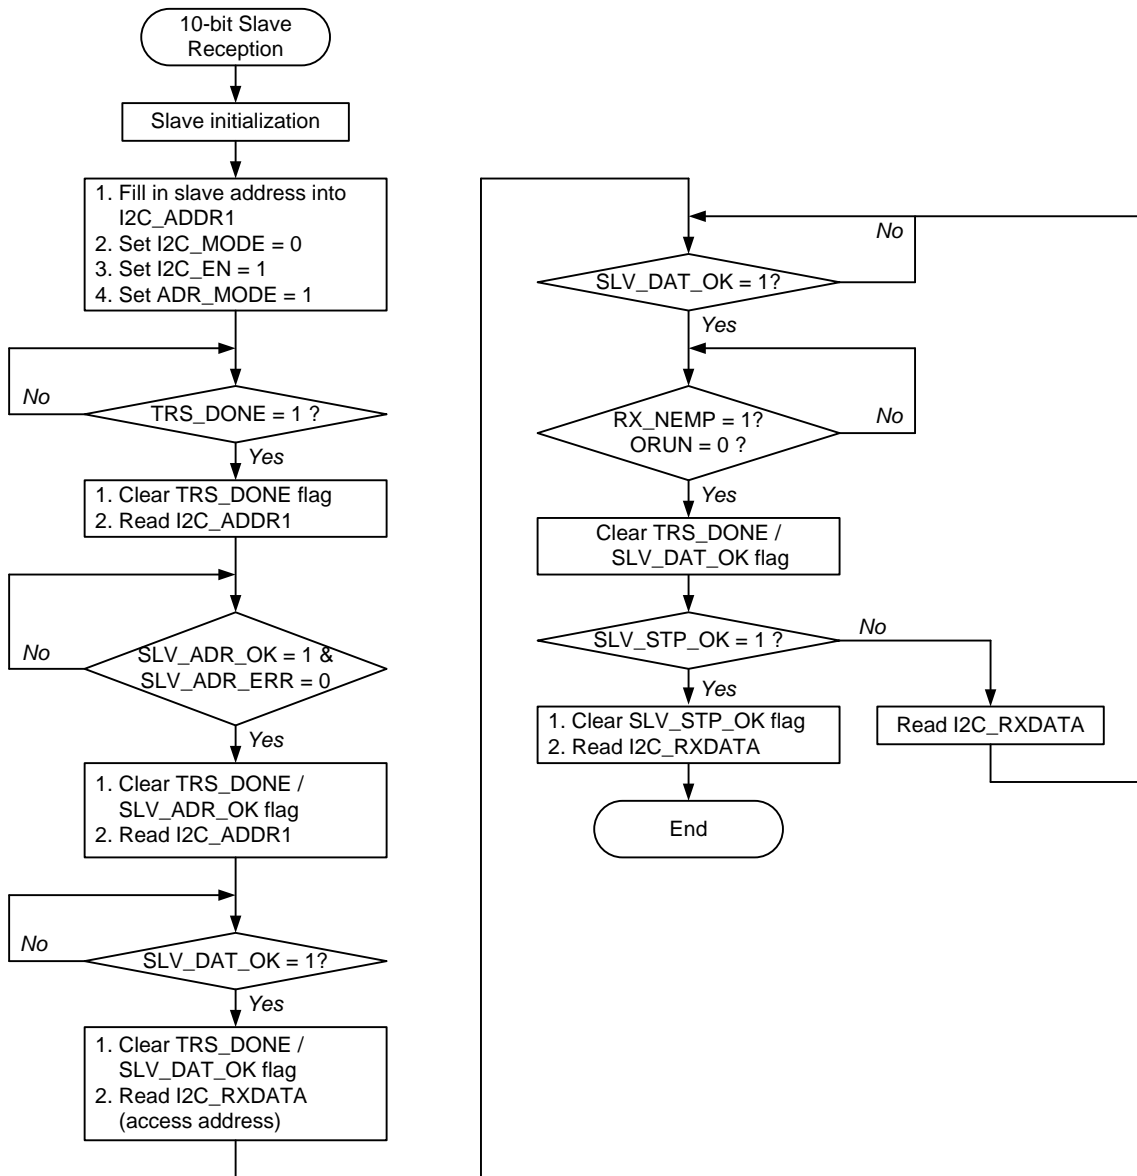 10-bit Slave
Reception
Slave initialization
1. Fill in slave address into
I2C_ADDR1
2. Set I2C_MODE = 0
3. Set I2C_EN = 1
4. Set ADR_MODE = 1
No
TRS_DONE = 1 ?
Yes
1. Clear TRS_DONE flag
2. Read I2C_ADDR1
No
SLV_ADR_OK = 1 &
SLV_ADR_ERR = 0
Yes
1. Clear TRS_DONE /
SLV_ADR_OK flag
2. Read I2C_ADDR1
No
SLV_DAT_OK = 1?
Yes
1. Clear TRS_DONE /
SLV_DAT_OK flag
2. Read I2C_RXDATA
(access address)
No
SLV_DAT_OK = 1?
Yes
RX_NEMP = 1?
ORUN = 0 ?
No
Yes
Clear TRS_DONE /
SLV_DAT_OK flag
SLV_STP_OK = 1 ?
No
Yes
1. Clear SLV_STP_OK flag
2. Read I2C_RXDATA
Read I2C_RXDATA
End